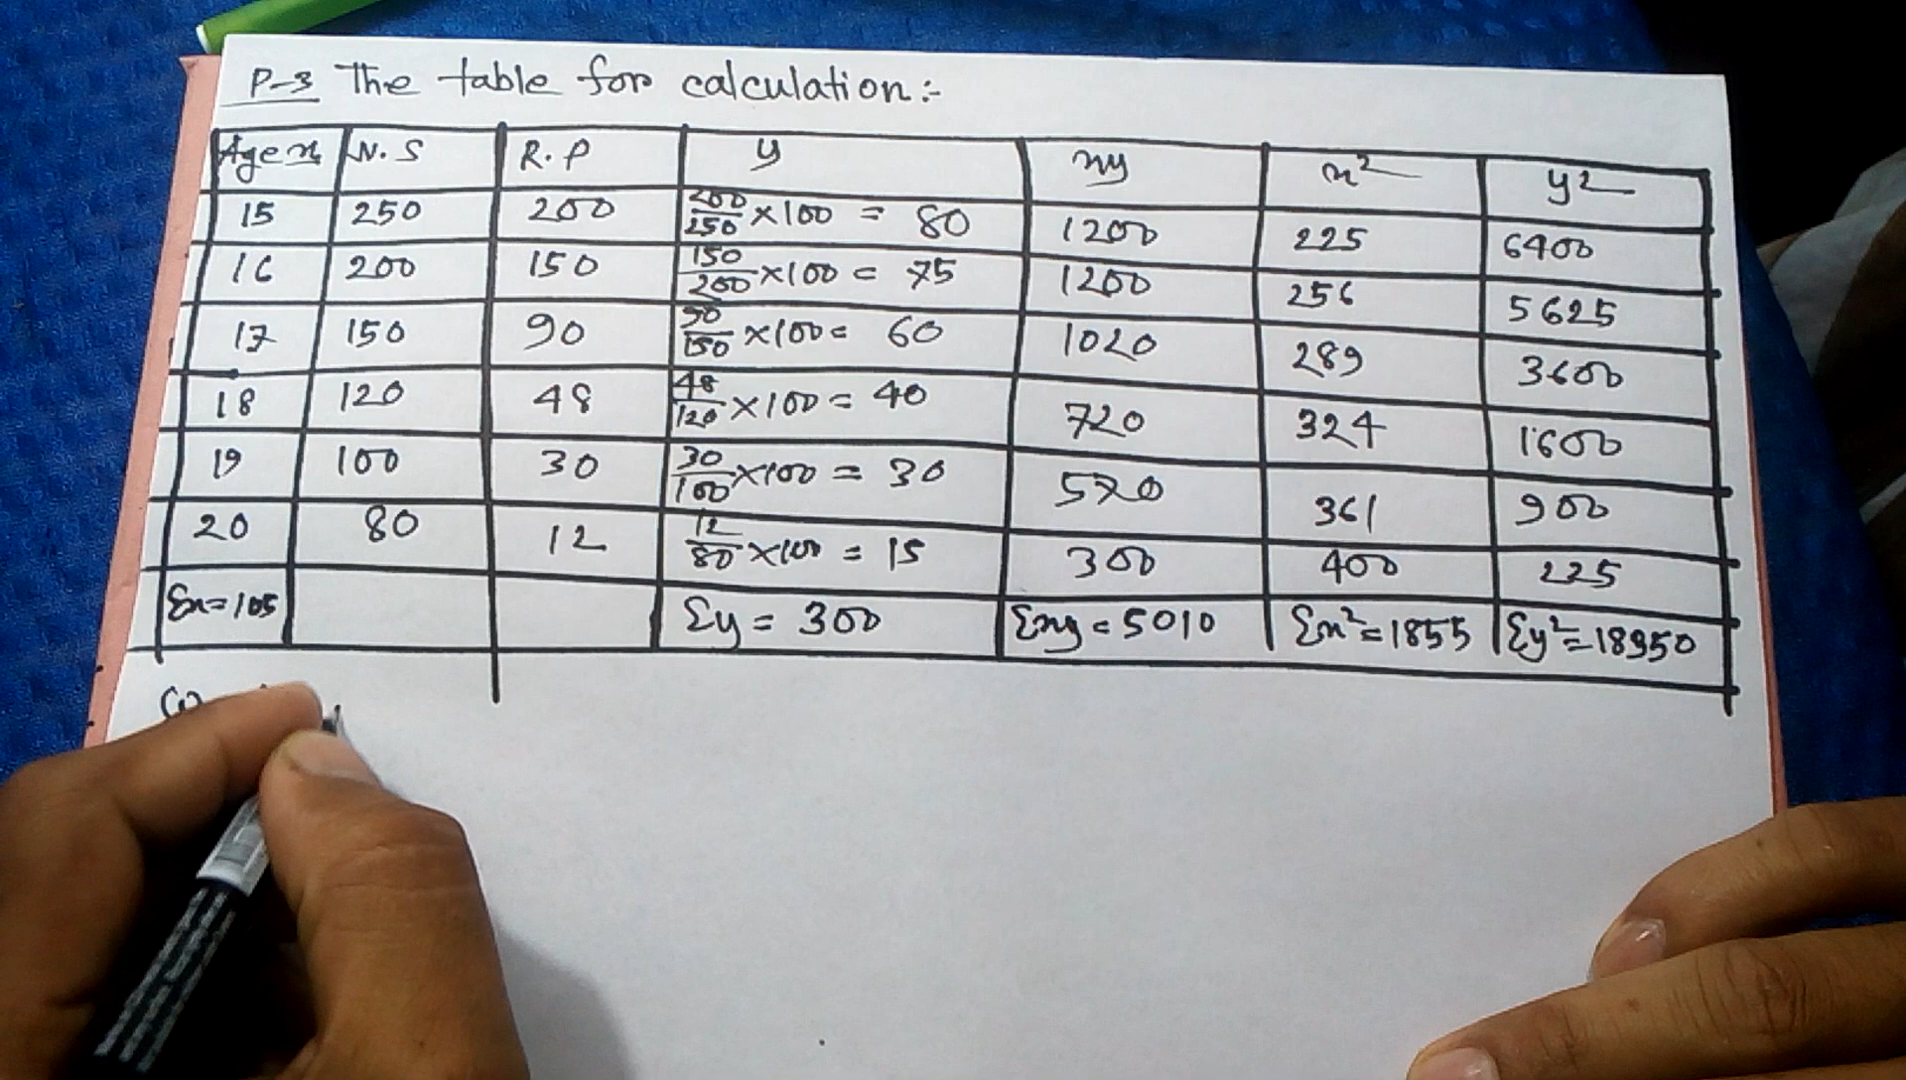 P-3 The table for calculation:-
Age x N.S R.P y xy x² y²
15 250 200 200/250 ×100 = 80 1200 225 6400
16 200 150 150/200 ×100 = 75 1200 256 5625
17 150 90 90/150 ×100 = 60 1020 289 3600
18 120 48 48/120 ×100 = 40 720 324 1600
19 100 30 30/100 ×100 = 30 570 361 900
20 80 12 12/80 ×100 = 15 300 400 225
Σx=105 Σy = 300 Σxy = 5010 Σx²=1855 Σy²=18350